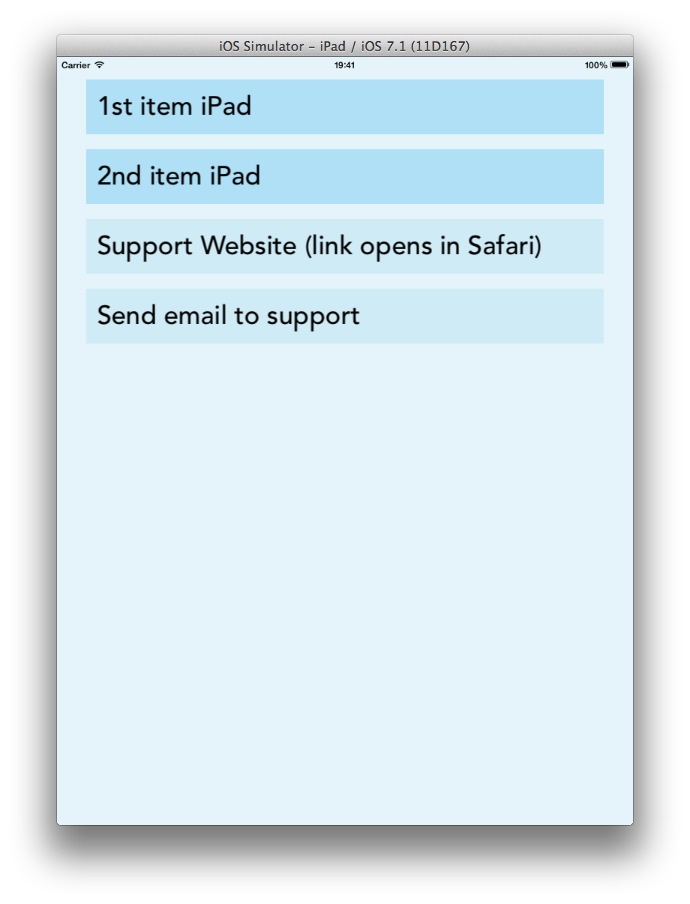 iOS Simulator – iPad / iOS 7.1 (11D167)
Carrier 19:41 100%
1st item iPad
2nd item iPad
Support Website (link opens in Safari)
Send email to support